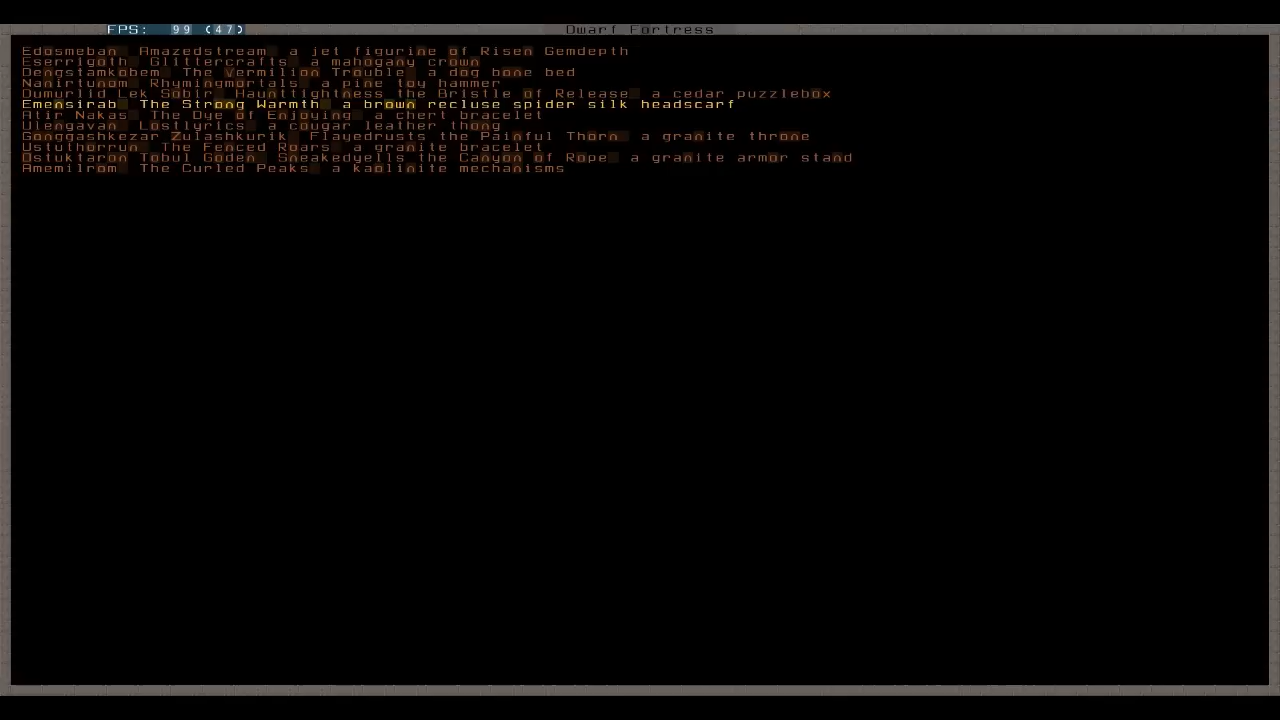 FPS: 99 (47)
Dwarf Fortress
Edosmeban Amazedstream a jet figurine of Risen Gemdepth
Eserrigoth Glittercrafts a mahogany crown
Dengstamkobem The Vermilion Trouble a dog bone bed
Nanirtunom Rhymingmortals a pine toy hammer
Dumurlid Lek Sobir Haunttightness the Bristle of Release a cedar puzzlebox
Emensirab The Strong Warmth a brown recluse spider silk headscarf
Atir Nakas The Dye of Enjoying a chert bracelet
Ulengavan Lostlyrics a cougar leather thong
Gonggashkezar Zulashkurik Flayedrusts the Painful Thorn a granite throne
Ustuthorrun The Fenced Roars a granite bracelet
Ostuktaron Tobul Goden Sneakedyells the Canyon of Rope a granite armor stand
Amemilrom The Curled Peaks a kaolinite mechanisms